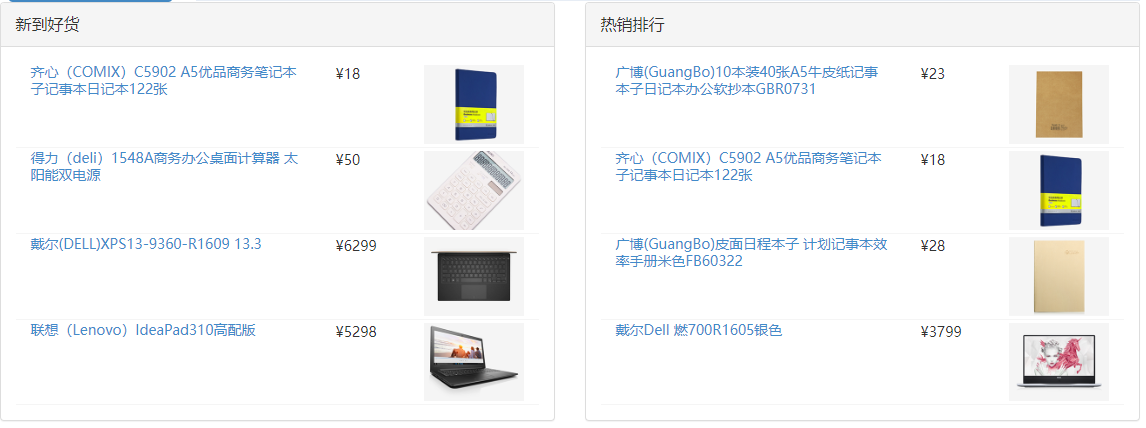 新到好货
齐心（COMIX）C5902 A5优品商务笔记本
子记事本日记本122张
¥18
得力（deli）1548A商务办公桌面计算器 太
阳能双电源
¥50
戴尔(DELL)XPS13-9360-R1609 13.3
¥6299
联想（Lenovo）IdeaPad310高配版
¥5298
热销排行
广博(GuangBo)10本装40张A5牛皮纸记事
本子日记本办公软抄本GBR0731
¥23
齐心（COMIX）C5902 A5优品商务笔记本
子记事本日记本122张
¥18
广博(GuangBo)皮面日程本子 计划记事本效
率手册米色FB60322
¥28
戴尔Dell 燃700R1605银色
¥3799